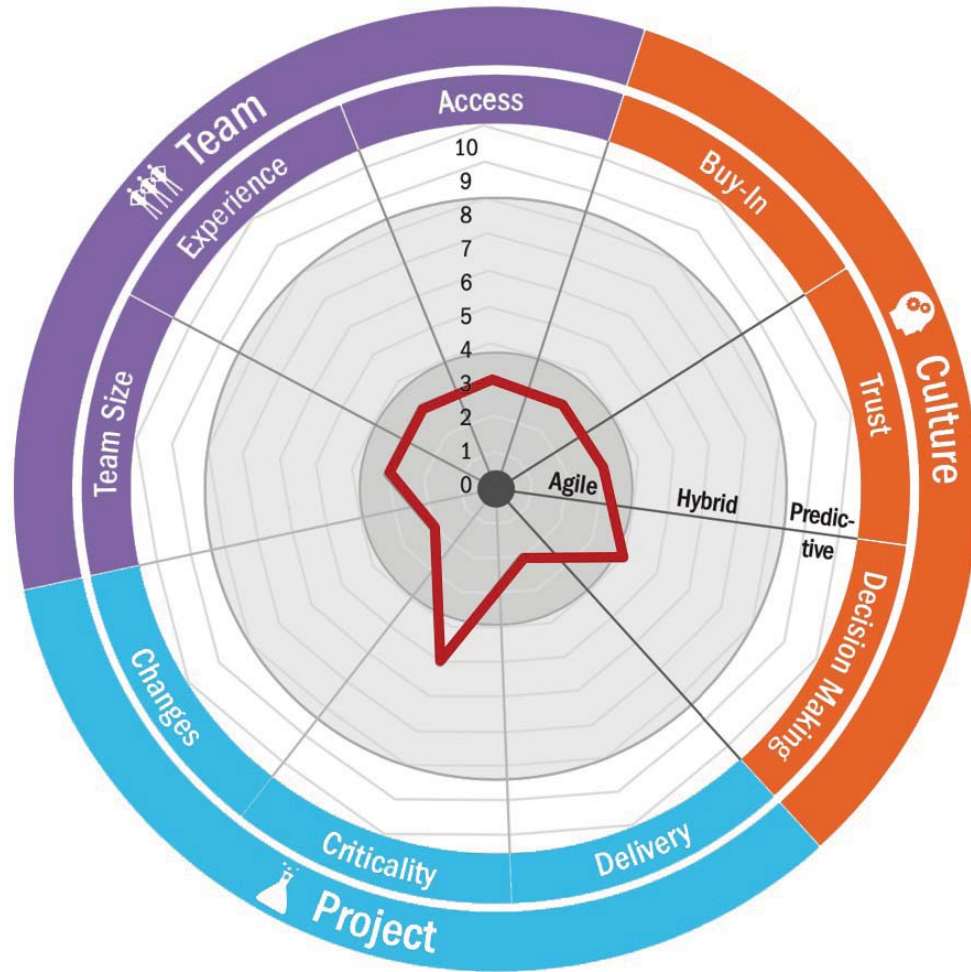 Team
Experience
Access
Team Size
Culture
Buy-In
Trust
Decision Making
10
9
8
7
6
5
4
3
2
1
0
Agile
Hybrid
Predic-
tive
Changes
Criticality
Delivery
Project